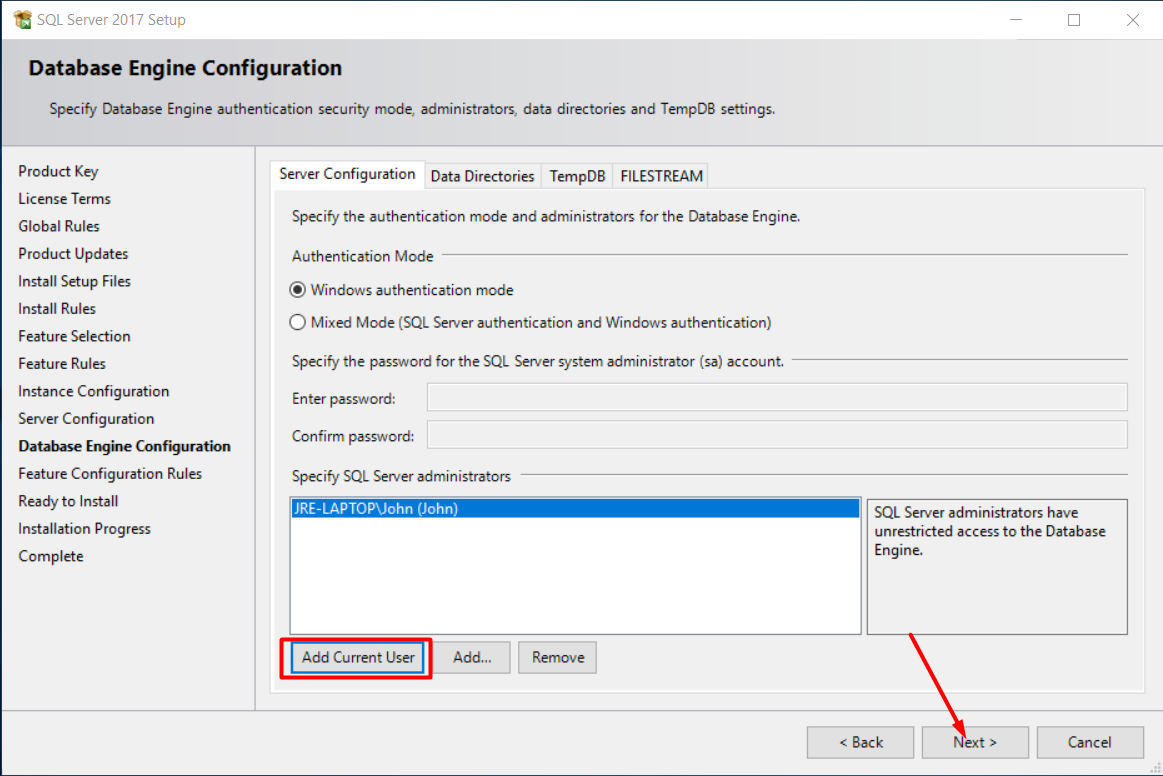 SQL Server 2017 Setup
Database Engine Configuration
Specify Database Engine authentication security mode, administrators, data directories and TempDB settings.
Product Key
License Terms
Global Rules
Product Updates
Install Setup Files
Install Rules
Feature Selection
Feature Rules
Instance Configuration
Server Configuration
Database Engine Configuration
Feature Configuration Rules
Ready to Install
Installation Progress
Complete
Server Configuration Data Directories TempDB FILESTREAM
Specify the authentication mode and administrators for the Database Engine.
Authentication Mode
Windows authentication mode
Mixed Mode (SQL Server authentication and Windows authentication)
Specify the password for the SQL Server system administrator (sa) account.
Enter password:
Confirm password:
Specify SQL Server administrators
JRE-LAPTOP\John (John)
SQL Server administrators have
unrestricted access to the Database
Engine.
Add Current User Add... Remove
< Back Next > Cancel